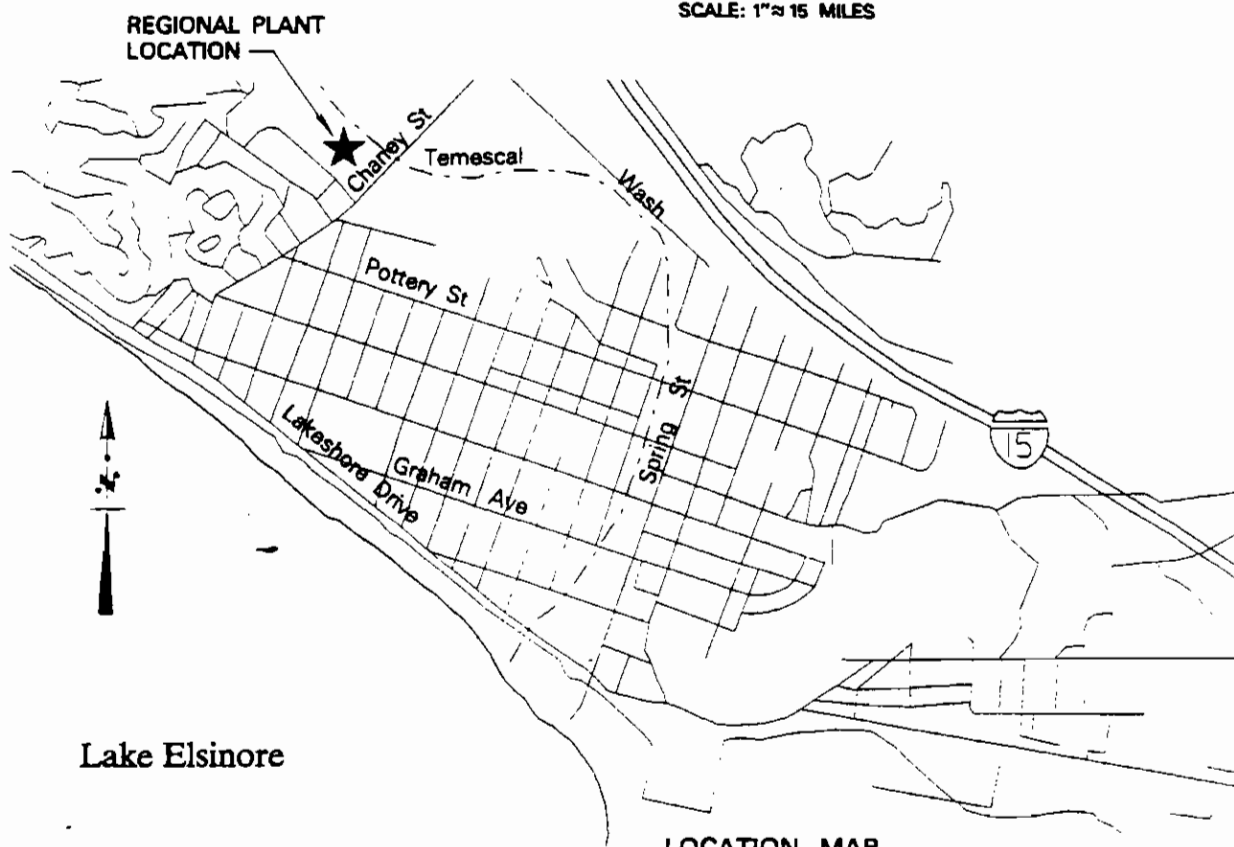 SCALE: 1"≈ 15 MILES
REGIONAL PLANT
LOCATION
Chaney St
Temescal
Wash
Pottery St
Spring St
Lakeshore Drive
Graham Ave
15
N
Lake Elsinore
LOCATION MAP